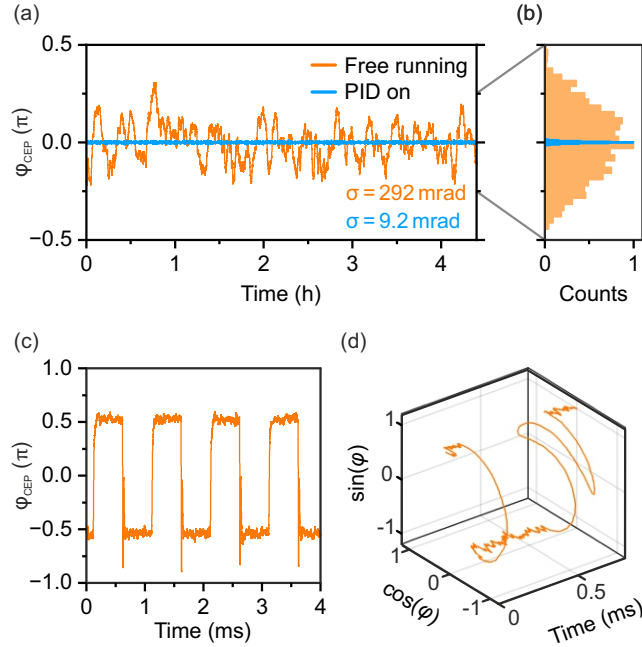 (a)
(b)
0.5
0.0
−0.5
φCEP (π)
Free running
PID on
σ = 292 mrad
σ = 9.2 mrad
0
1
2
3
4
Time (h)
0
1
Counts
(c)
(d)
1.0
0.5
0.0
−0.5
−1.0
φCEP (π)
0
1
2
3
4
Time (ms)
1
0
-1
sin(φ)
1
0
-1
cos(φ)
0
0.5
Time (ms)